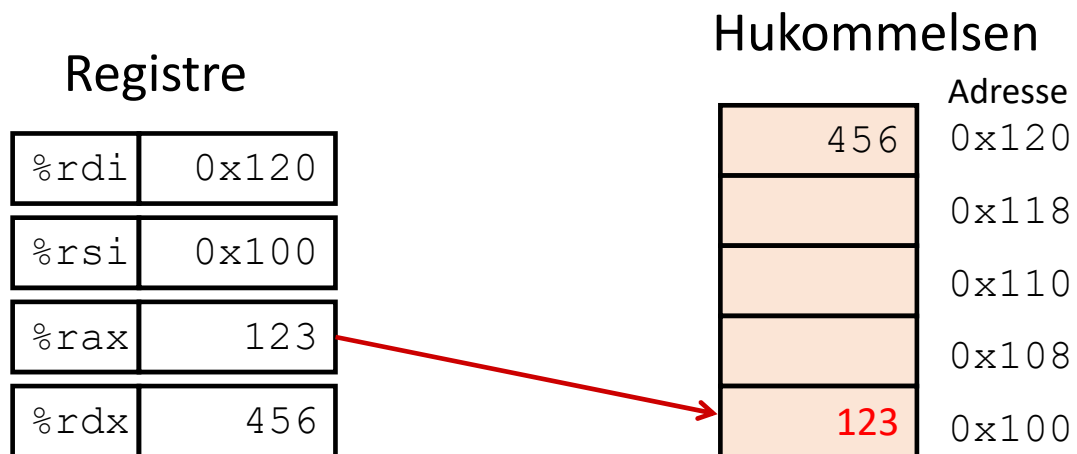 Registre
%rdi 0x120
%rsi 0x100
%rax 123
%rdx 456
Hukommelsen
Adresse
456 0x120
0x118
0x110
0x108
123 0x100